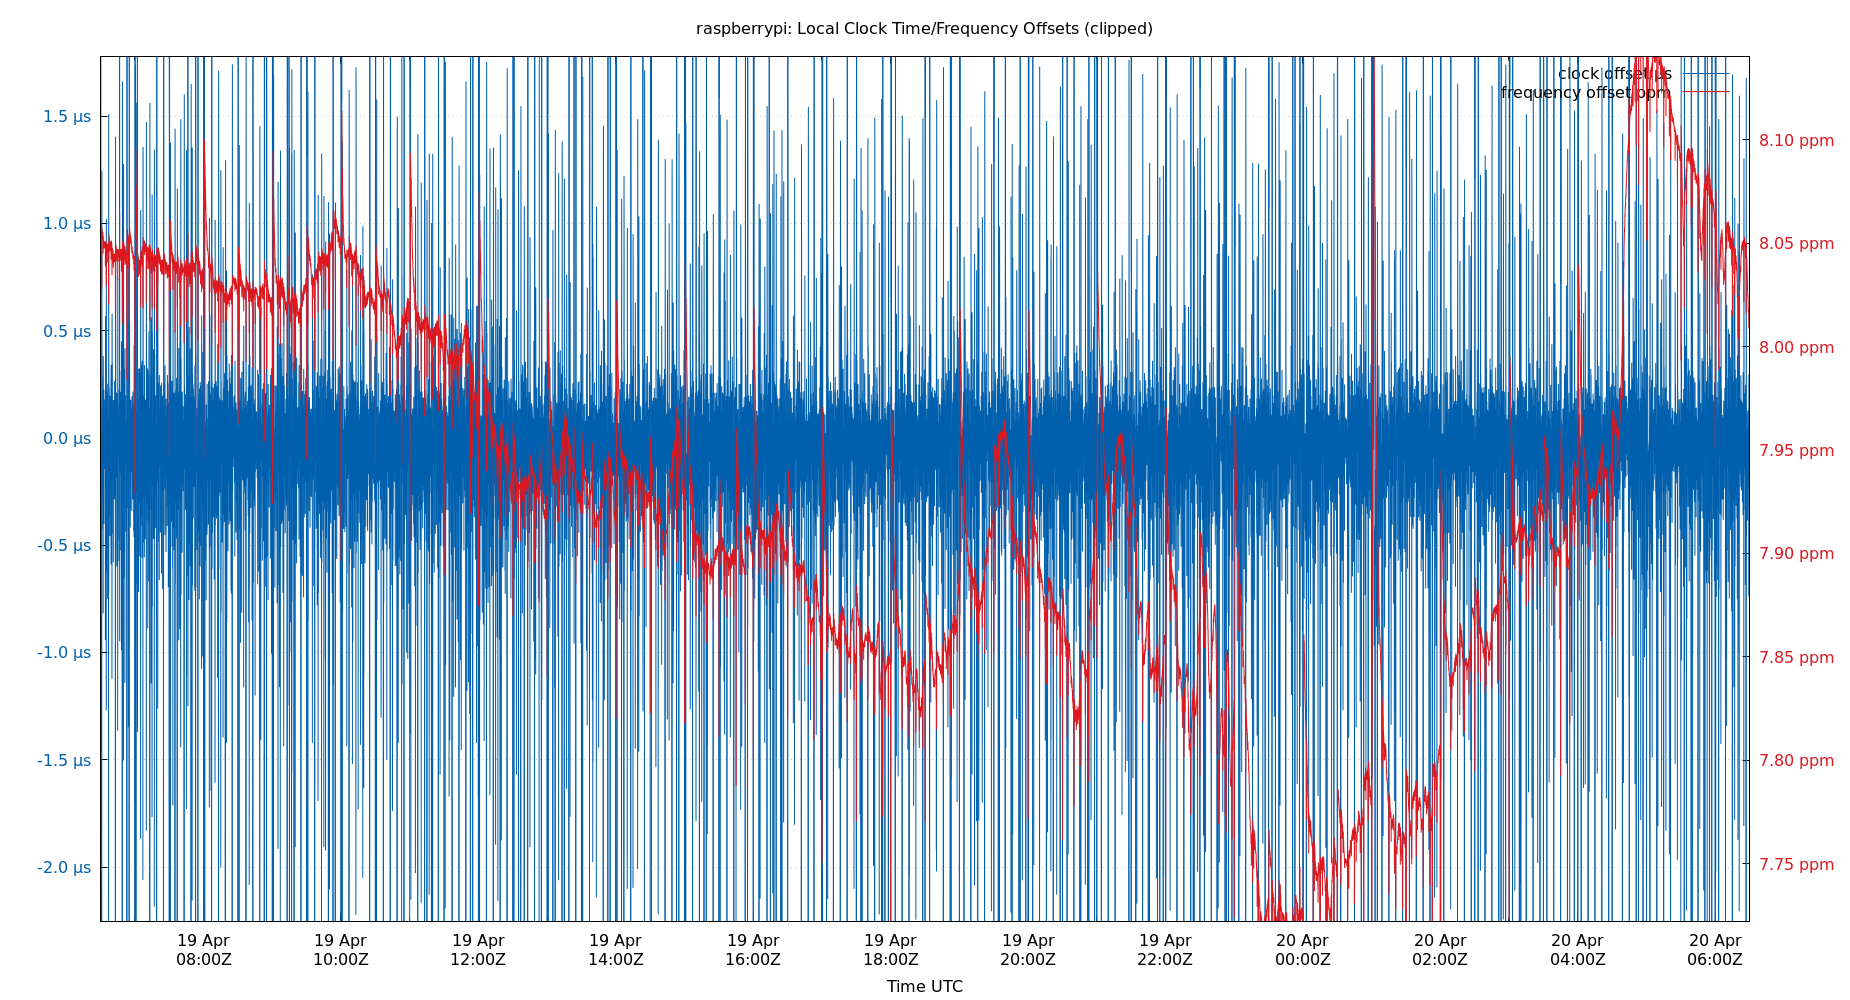 raspberrypi: Local Clock Time/Frequency Offsets (clipped)
clock offset µs
frequency offset ppm
1.5 µs
1.0 µs
0.5 µs
0.0 µs
-0.5 µs
-1.0 µs
-1.5 µs
-2.0 µs
8.10 ppm
8.05 ppm
8.00 ppm
7.95 ppm
7.90 ppm
7.85 ppm
7.80 ppm
7.75 ppm
19 Apr 19 Apr 19 Apr 19 Apr 19 Apr 19 Apr 19 Apr 19 Apr 20 Apr 20 Apr 20 Apr 20 Apr
08:00Z 10:00Z 12:00Z 14:00Z 16:00Z 18:00Z 20:00Z 22:00Z 00:00Z 02:00Z 04:00Z 06:00Z
Time UTC